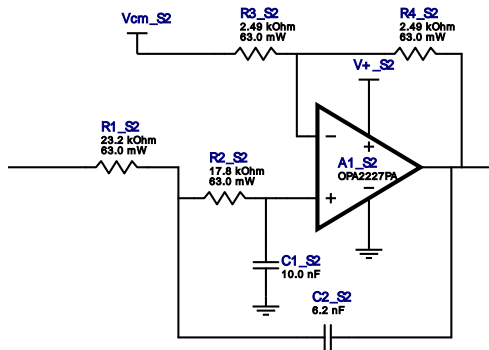 R3_S2
2.49 kOhm
63.0 mW
R4_S2
2.49 kOhm
63.0 mW
Vcm_S2
V+_S2
R1_S2
23.2 kOhm
63.0 mW
R2_S2
17.8 kOhm
63.0 mW
A1_S2
OPA2227PA
C1_S2
10.0 nF
C2_S2
6.2 nF